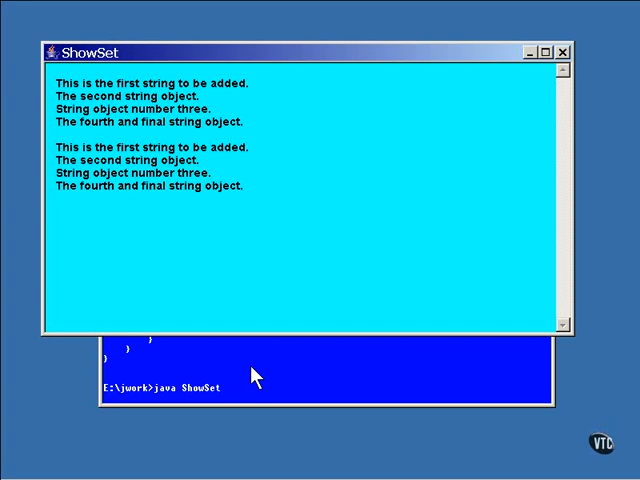 ShowSet
This is the first string to be added.
The second string object.
String object number three.
The fourth and final string object.
This is the first string to be added.
The second string object.
String object number three.
The fourth and final string object.
}
}
}
E:\jwork>java ShowSet
VTC